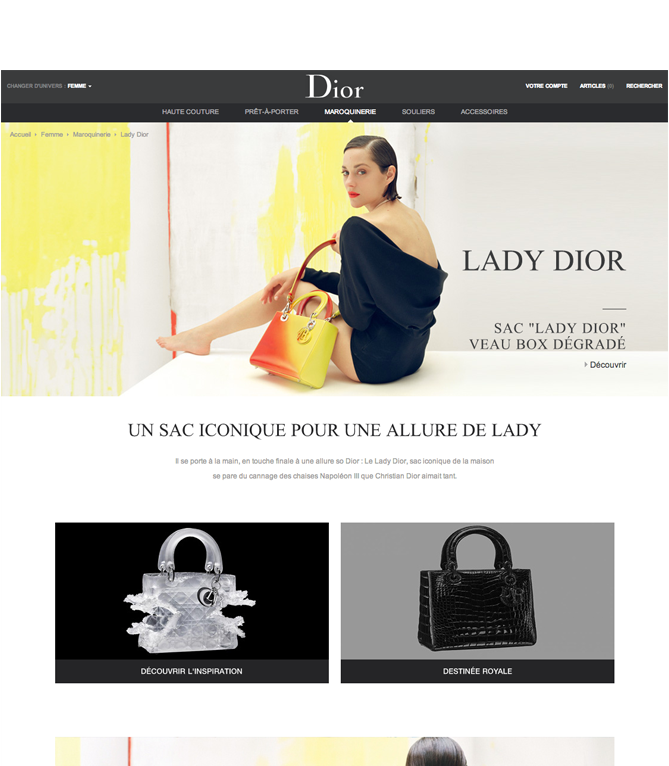 CHANGER D'UNIVERS : FEMME
Dior
VOTRE COMPTE ARTICLES (0) RECHERCHER
HAUTE COUTURE PRÊT-À-PORTER MAROQUINERIE SOULIERS ACCESSOIRES
Accueil Femme Maroquinerie Lady Dior
LADY DIOR
SAC "LADY DIOR"
VEAU BOX DÉGRADÉ
Découvrir
UN SAC ICONIQUE POUR UNE ALLURE DE LADY
Il se porte à la main, en touche finale à une allure so Dior : Le Lady Dior, sac iconique de la maison
se pare du cannage des chaises Napoléon III que Christian Dior aimait tant.
DÉCOUVRIR L'INSPIRATION
DESTINÉE ROYALE